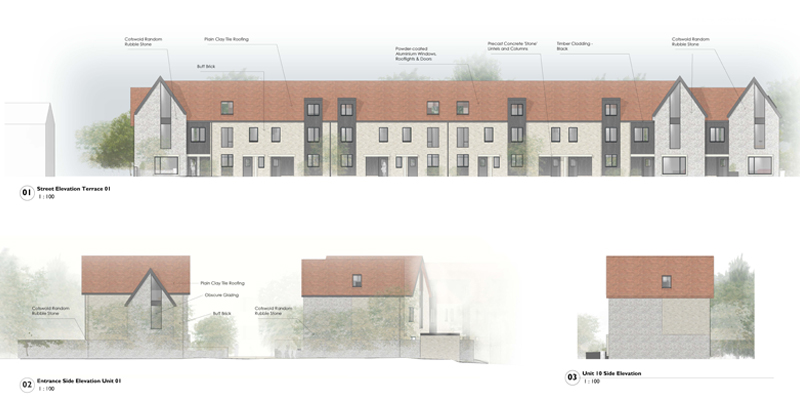 Cotswold Random
Rubble Stone
Plain Clay Tile Roofing
Buff Brick
Powder-coated
Aluminium Windows,
Rooflights & Doors
Precast Concrete 'Stone'
Lintels and Columns
Timber Cladding -
Black
Cotswold Random
Rubble Stone
01
Street Elevation Terrace 01
1 : 100
Plain Clay Tile Roofing
Obscure Glazing
Buff Brick
Cotswold Random
Rubble Stone
Cotswold Random
Rubble Stone
02
Entrance Side Elevation Unit 01
1 : 100
03
Unit 10 Side Elevation
1 : 100